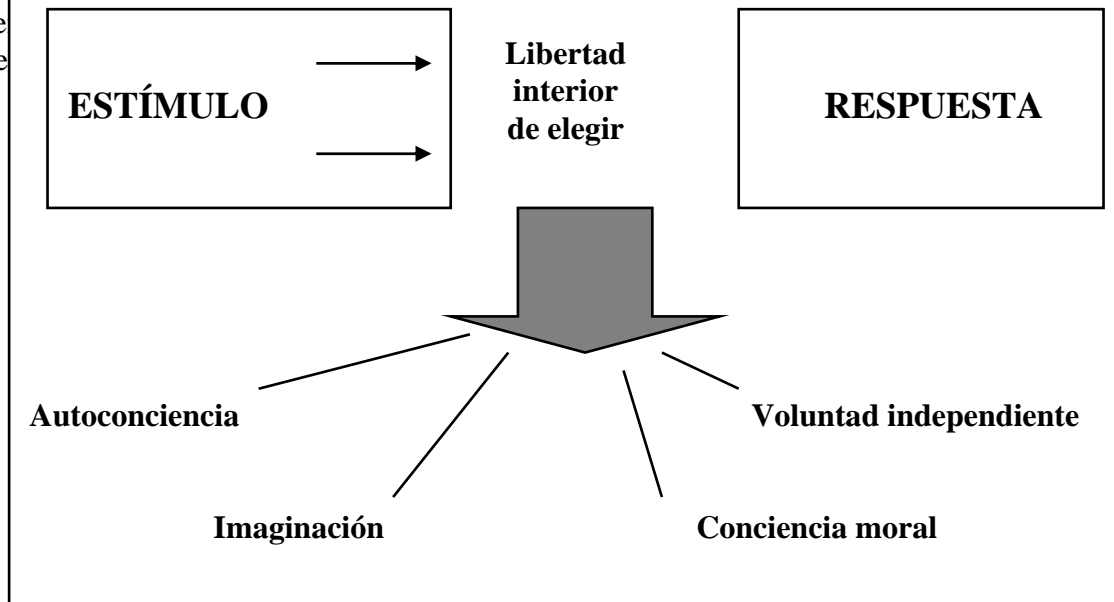 e
e
ESTÍMULO
Libertad
interior
de elegir
RESPUESTA
Autoconciencia
Voluntad independiente
Imaginación
Conciencia moral